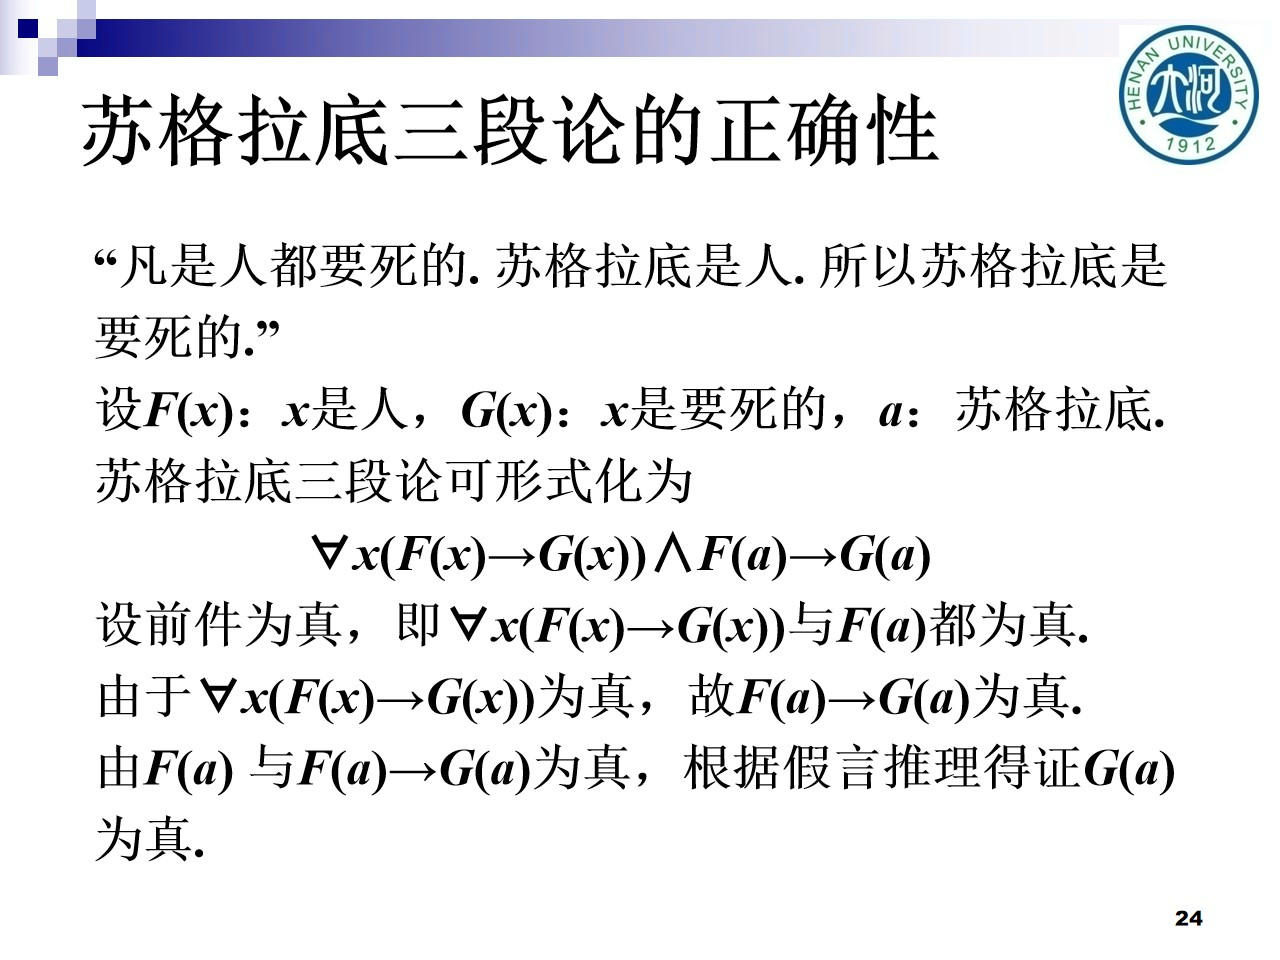 HENAN UNIVERSITY
1912
苏格拉底三段论的正确性
“凡是人都要死的. 苏格拉底是人. 所以苏格拉底是
要死的.”
设F(x)：x是人，G(x)：x是要死的，a：苏格拉底.
苏格拉底三段论可形式化为
∀x(F(x)→G(x))∧F(a)→G(a)
设前件为真，即∀x(F(x)→G(x))与F(a)都为真.
由于∀x(F(x)→G(x))为真，故F(a)→G(a)为真.
由F(a) 与F(a)→G(a)为真，根据假言推理得证G(a)
为真.
24